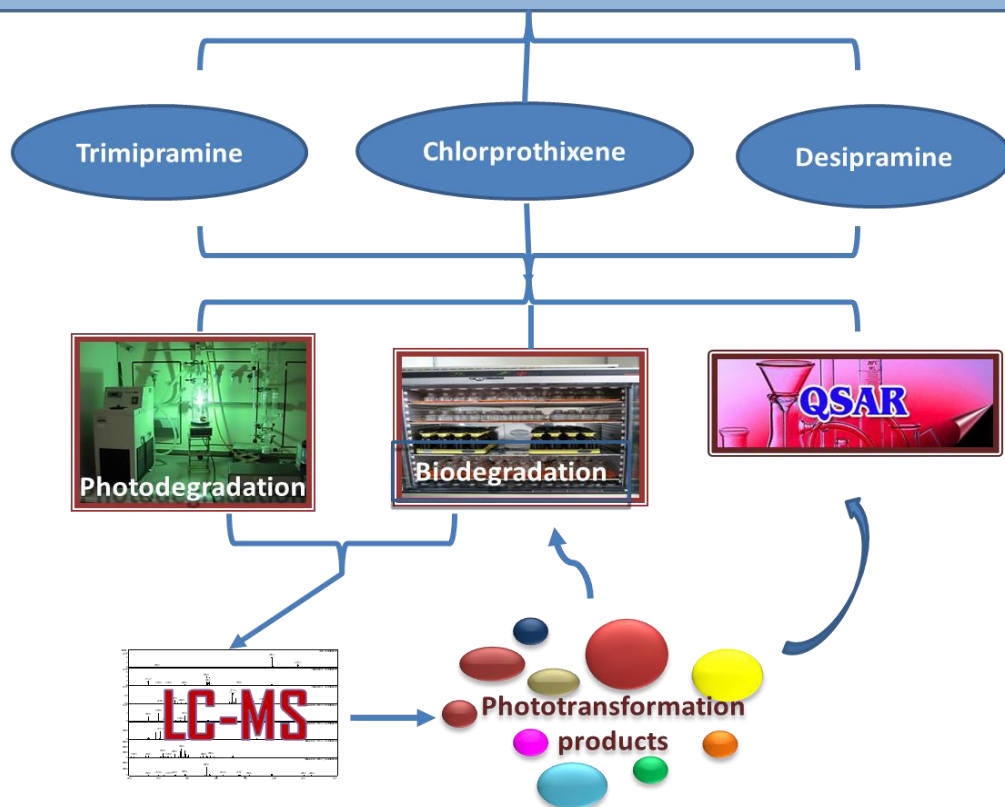 Trimipramine
Chlorprothixene
Desipramine
Photodegradation
Biodegradation
QSAR
LC-MS
Phototransformation
products